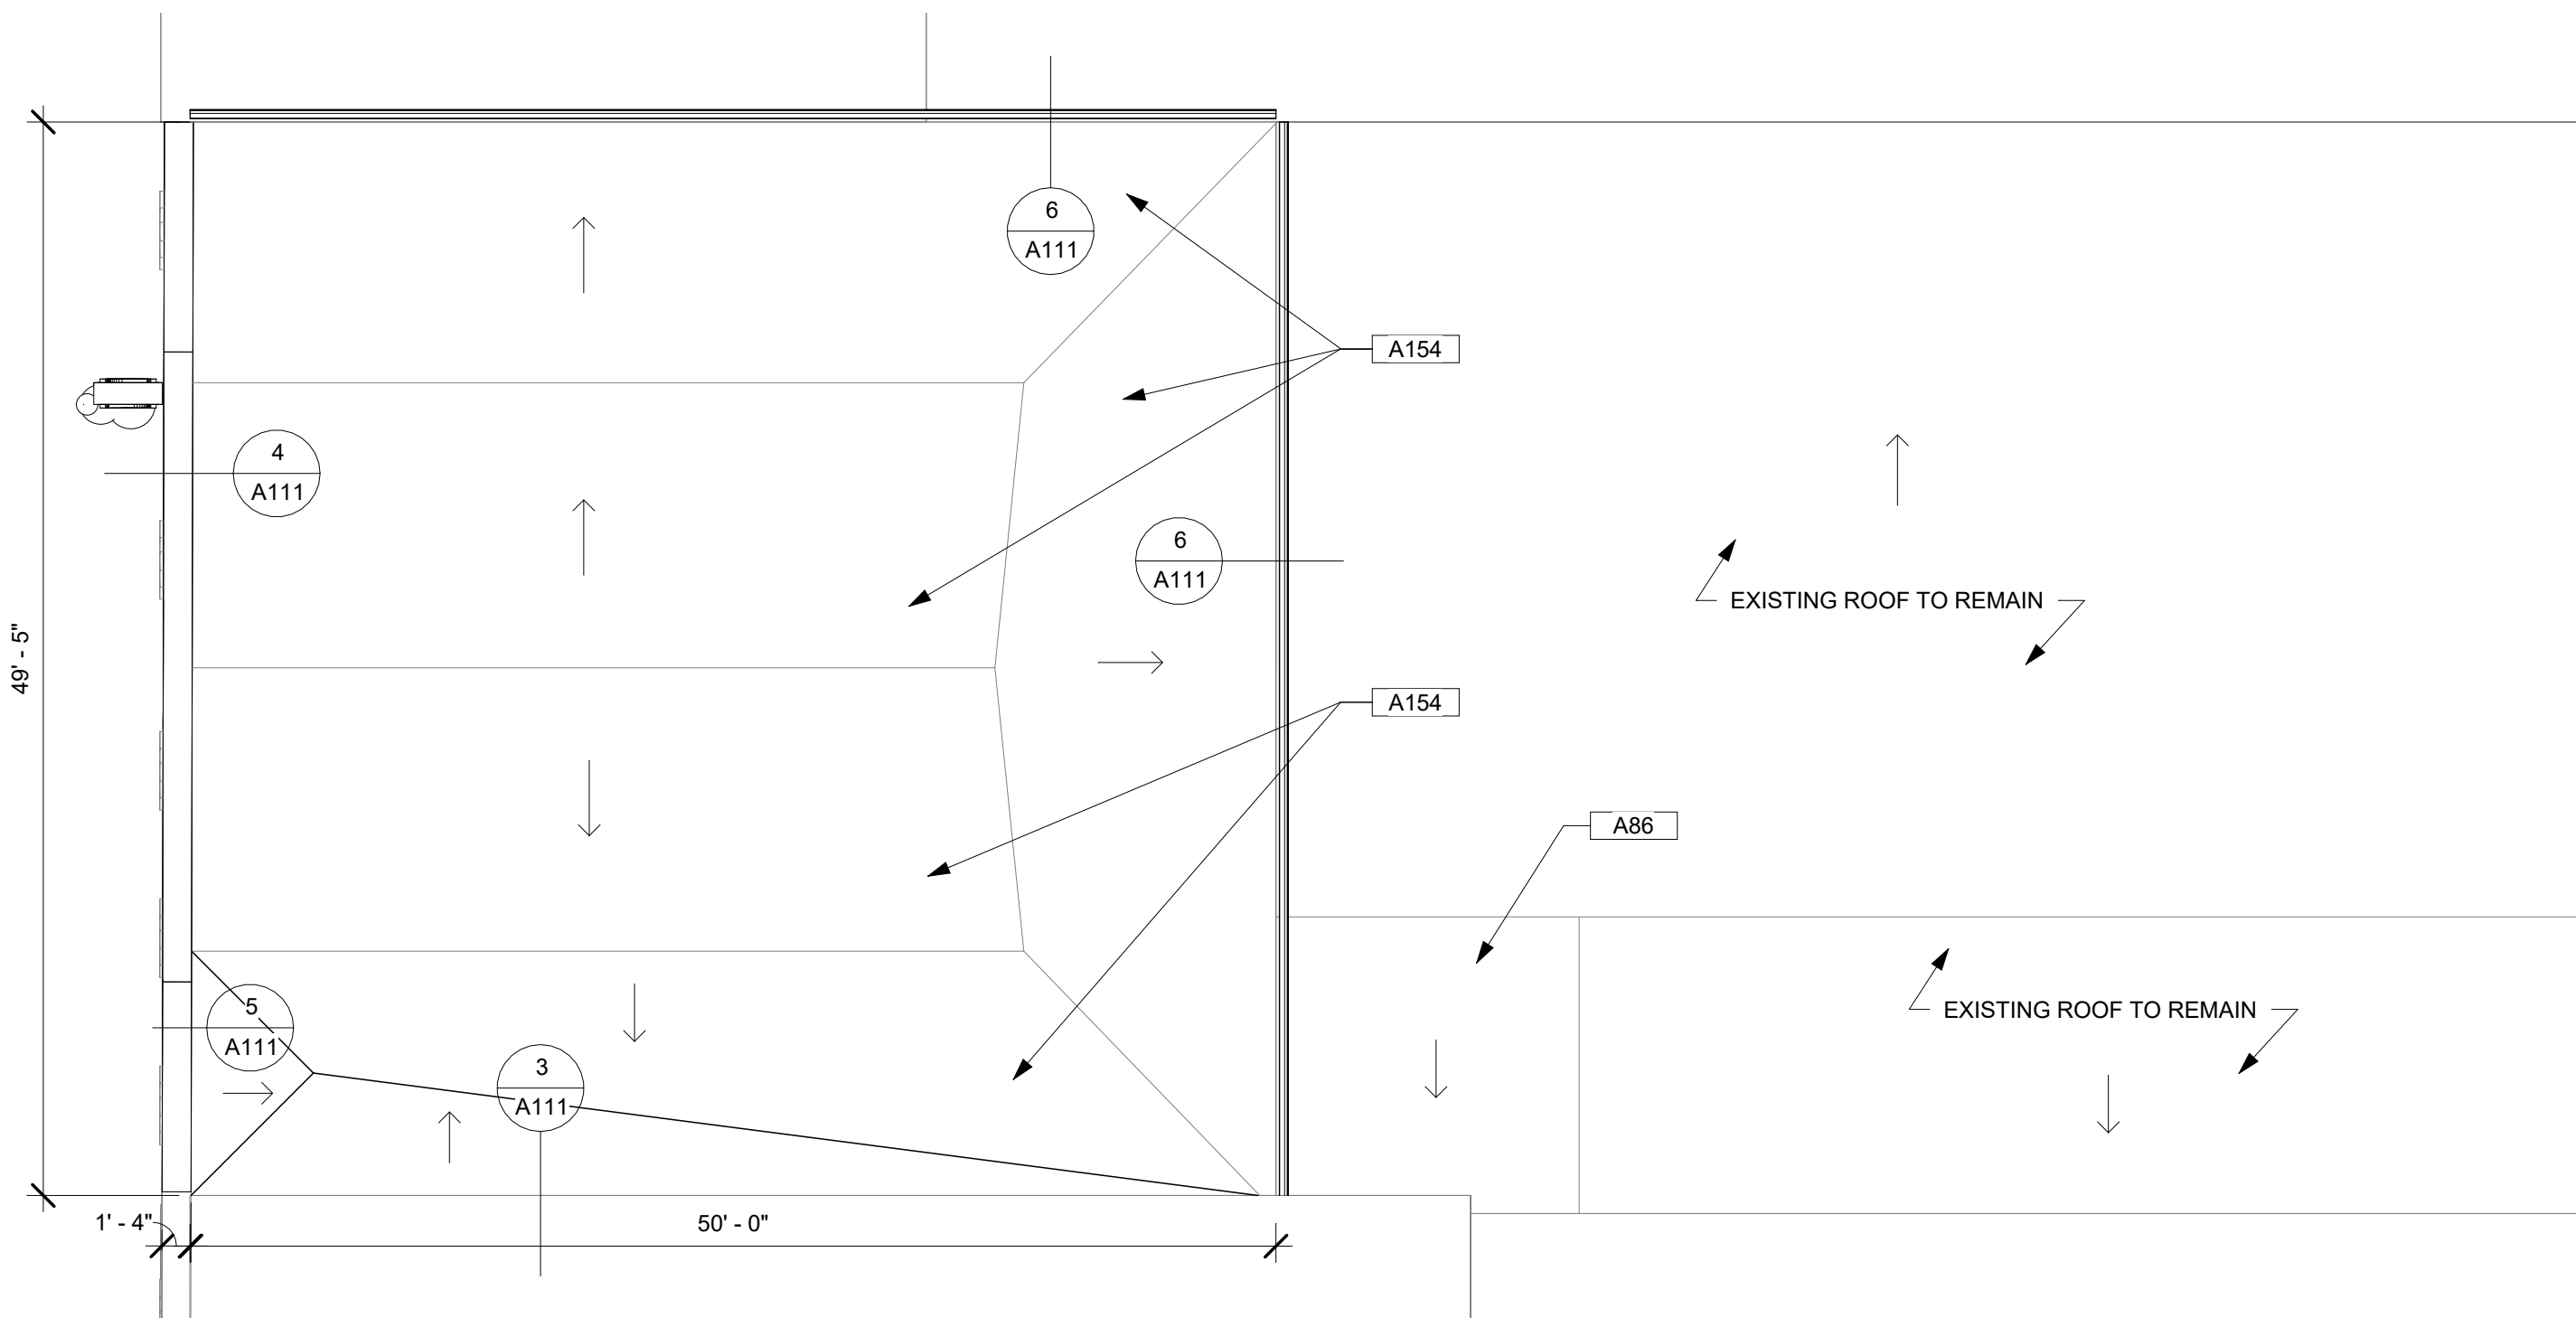 6
A111
A154
4
A111
6
A111
EXISTING ROOF TO REMAIN
49' - 5"
A154
A86
5
A111
EXISTING ROOF TO REMAIN
3
A111
1' - 4"
50' - 0"